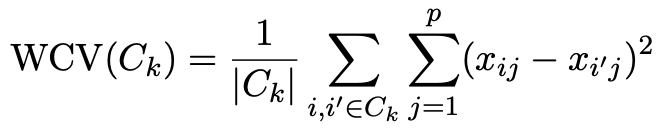 WCV(C_k) = \frac{1}{|C_k|} \sum_{i,i' \in C_k} \sum_{j=1}^{p} (x_{ij} - x_{i'j})^2